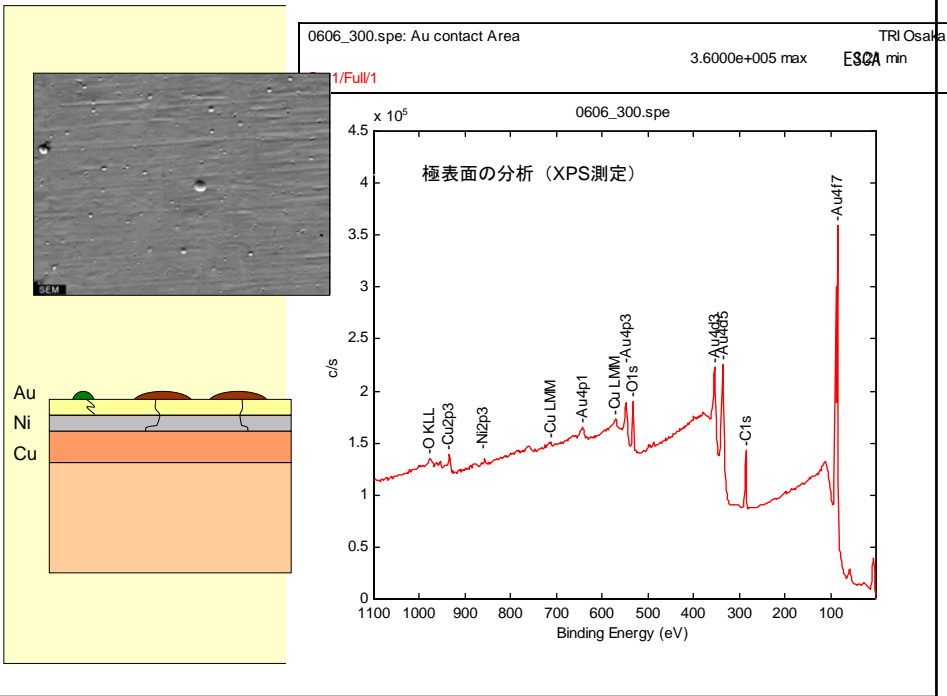 0606_300.spe: Au contact Area
TRI Osaka
3.6000e+005 max
ESCA
min
1/Full/1
x 10⁵
0606_300.spe
極表面の分析（XPS測定）
4.5
4
3.5
3
2.5
2
1.5
1
0.5
0
c/s
-O KLL
-Cu2p3
-Ni2p3
-Cu LMM
-Au4p1
-Cu LMM
-Au4p3
-O1s
-Au4d3
-Au4d5
-C1s
-Au4f7
1100 1000 900 800 700 600 500 400 300 200 100
Binding Energy (eV)
SEM
Au
Ni
Cu